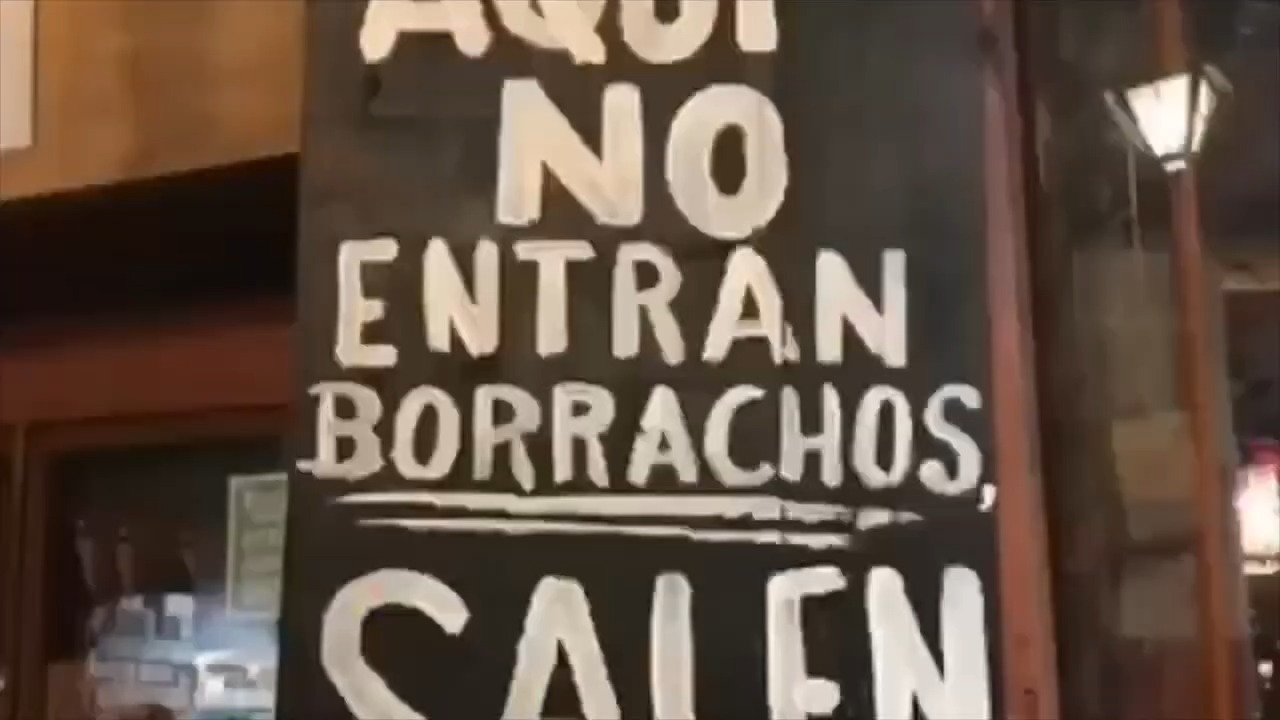 AQUI
NO
ENTRAN
BORRACHOS,
SALEN